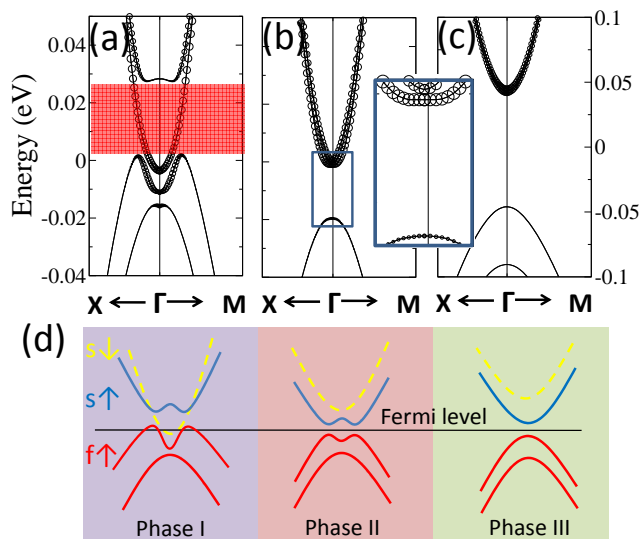 (a)
(b)
(c)
Energy (eV)
0.04
0.02
0
-0.02
-0.04
0.1
0.05
0
-0.05
-0.1
X ← Γ → M
X ← Γ → M
X ← Γ → M
(d)
s↓
s↑
f↑
Fermi level
Phase I
Phase II
Phase III